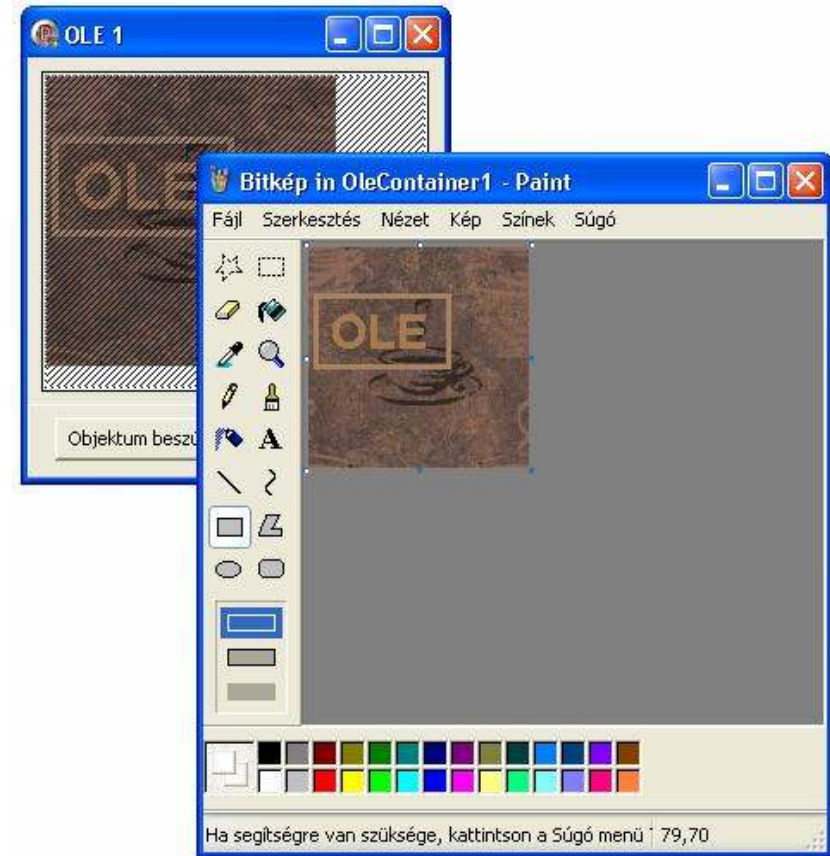 OLE 1
OLE
Objektum beszú
Bitkép in OleContainer1 - Paint
Fájl Szerkesztés Nézet Kép Színek Súgó
A
OLE
Ha segítségre van szüksége, kattintson a Súgó menü 79,70